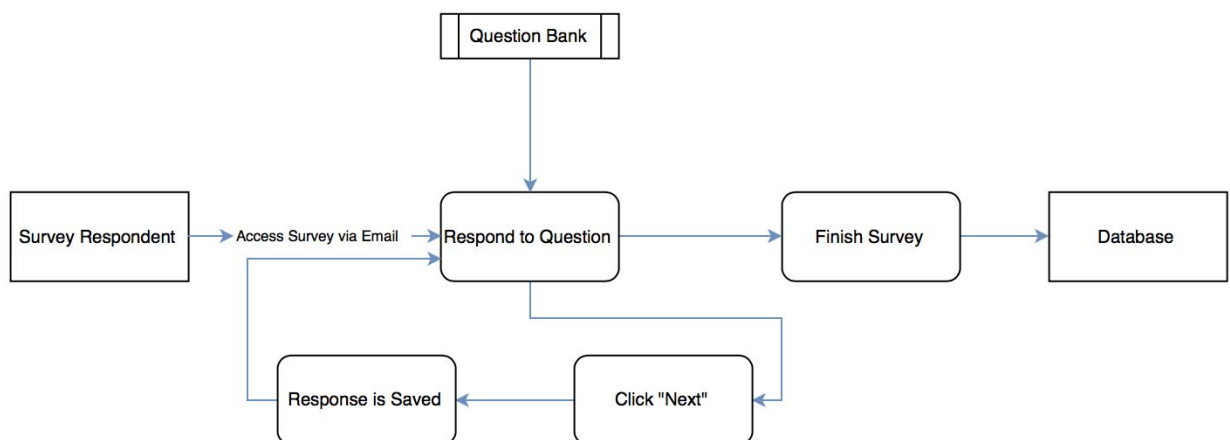 Question Bank
Survey Respondent
Access Survey via Email
Respond to Question
Finish Survey
Database
Response is Saved
Click "Next"